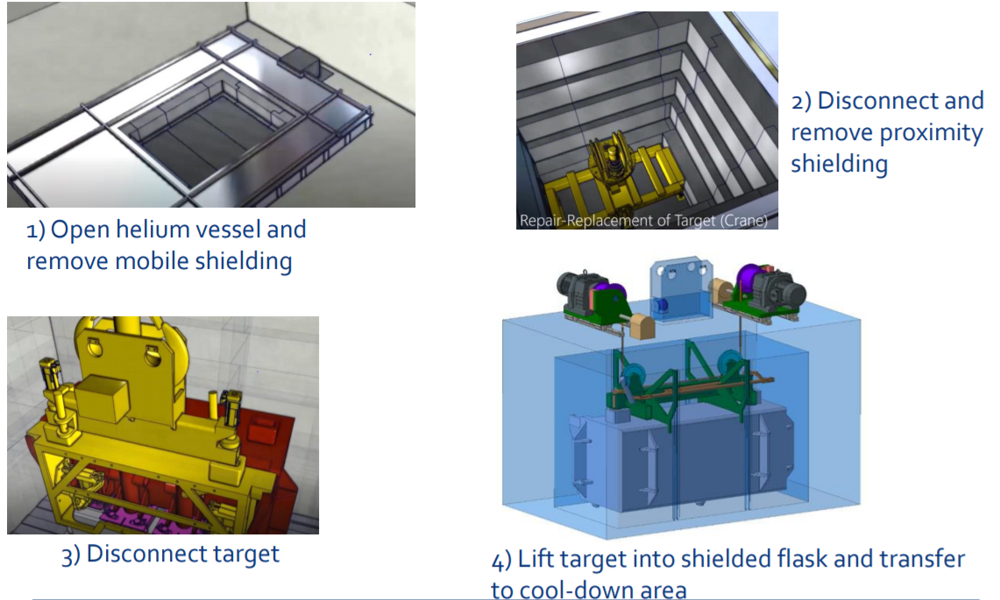 1) Open helium vessel and
remove mobile shielding
Repair-Replacement of Target (Crane)
2) Disconnect and
remove proximity
shielding
3) Disconnect target
4) Lift target into shielded flask and transfer
to cool-down area